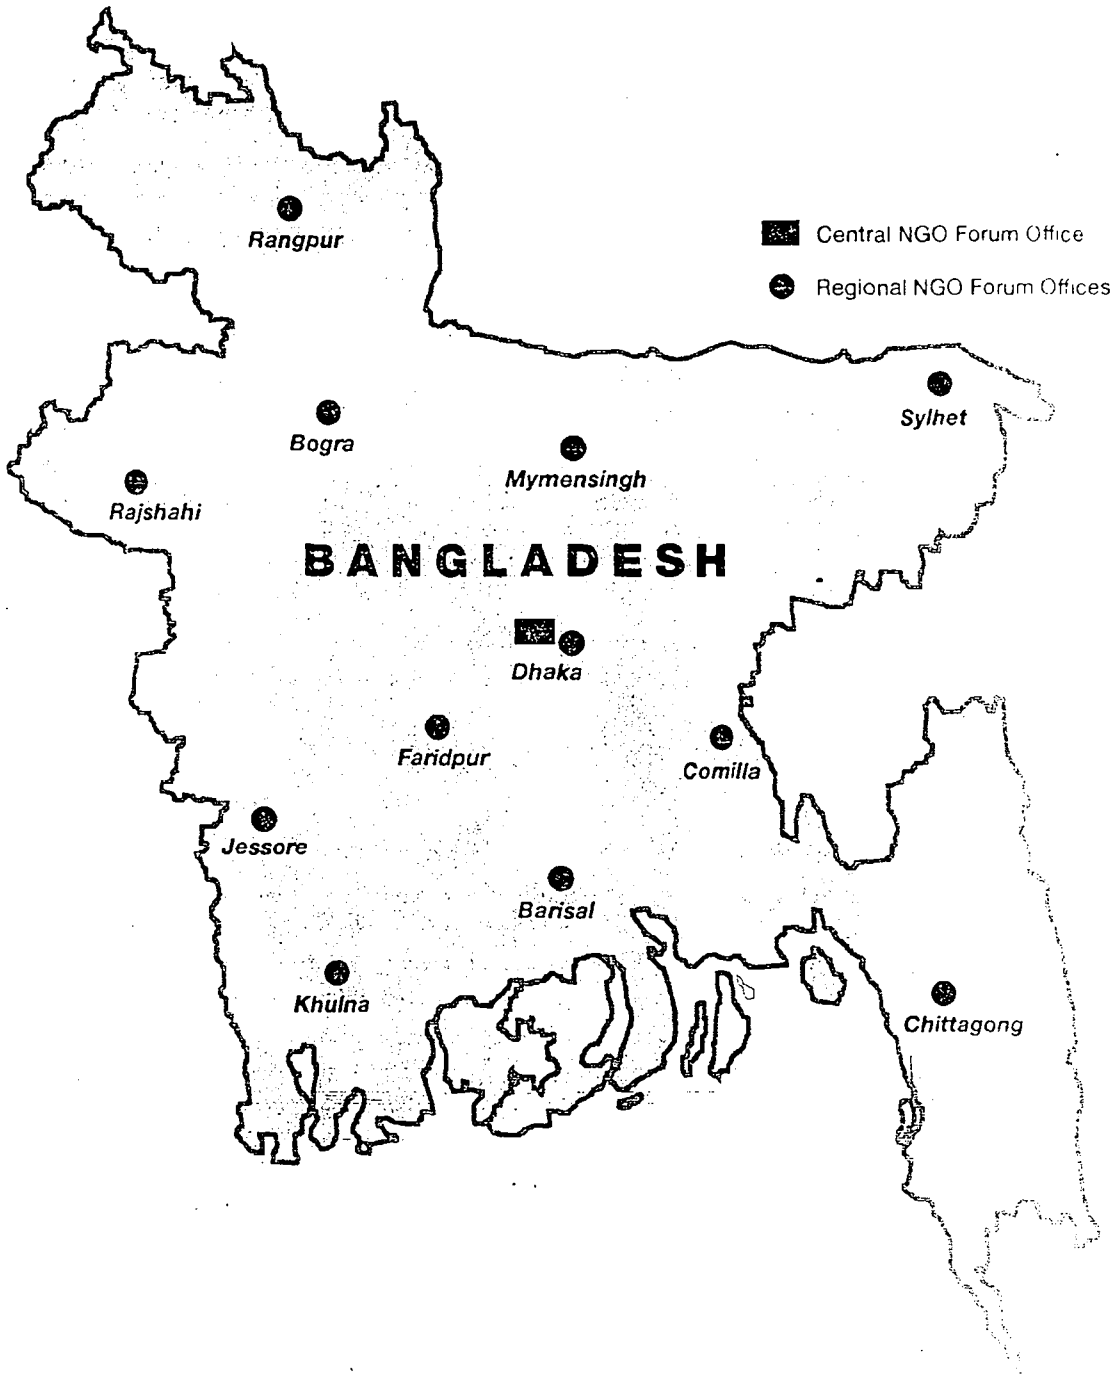 Rangpur
Central NGO Forum Office
Regional NGO Forum Offices
Sylhet
Bogra
Mymensingh
Rajshahi
BANGLADESH
Dhaka
Faridpur
Comilla
Jessore
Barisal
Khulna
Chittagong